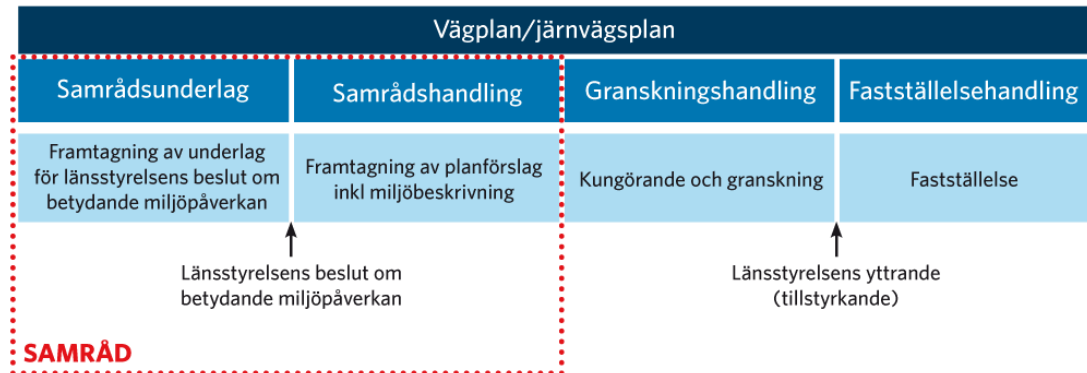 Vägplan/järnvägsplan
Samrådsunderlag
Samrådshandling
Granskningshandling
Fastställelsehandling
Framtagning av underlag
för länsstyrelsens beslut om
betydande miljöpåverkan
Framtagning av planförslag
inkl miljöbeskrivning
Kungörande och granskning
Fastställelse
Länsstyrelsens beslut om
betydande miljöpåverkan
Länsstyrelsens yttrande
(tillstyrkande)
SAMRÅD